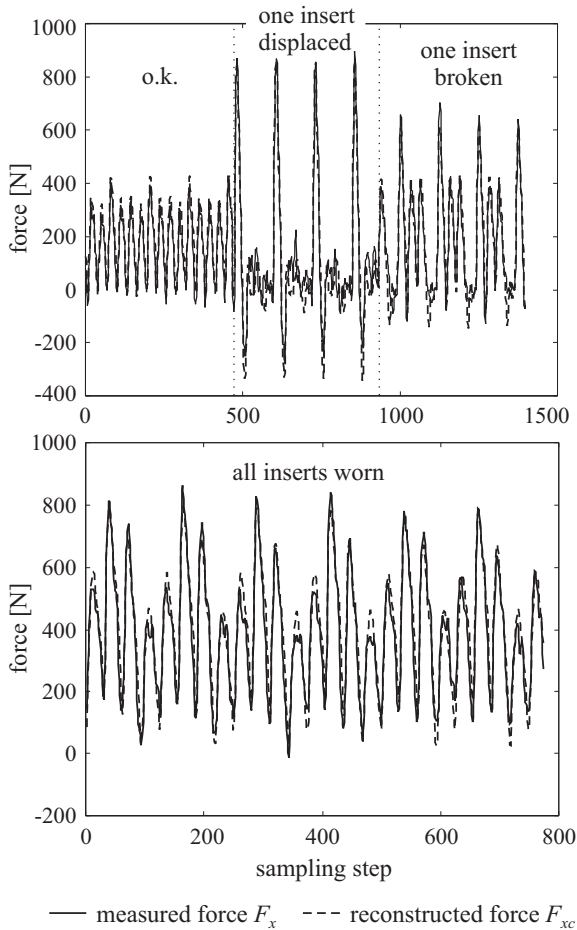 one insert
displaced
one insert
broken
o.k.
1000
800
600
400
200
0
-200
-400
force [N]
0
500
1000
1500
all inserts worn
1000
800
600
400
200
0
-200
force [N]
0
200
400
600
800
sampling step
measured force Fx
reconstructed force Fxc